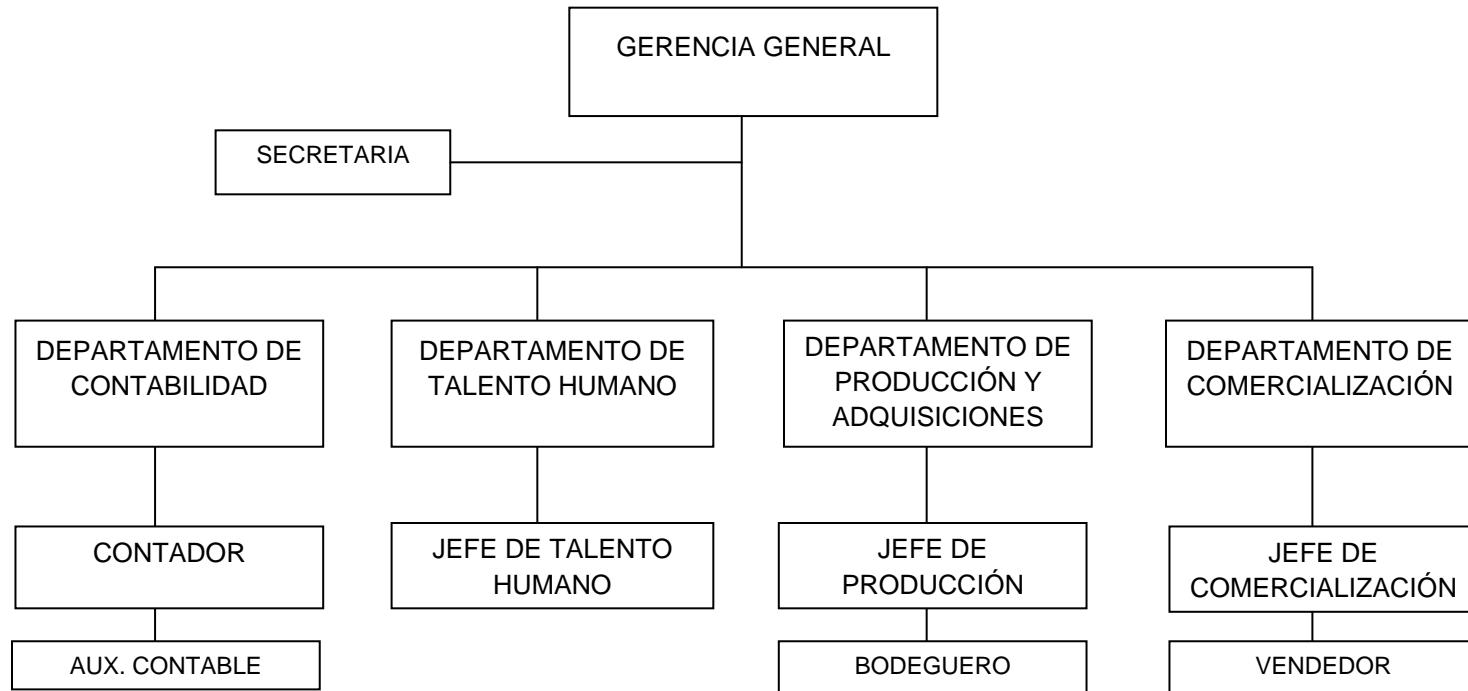 GERENCIA GENERAL
SECRETARIA
DEPARTAMENTO DE
CONTABILIDAD
DEPARTAMENTO DE
TALENTO HUMANO
DEPARTAMENTO DE
PRODUCCIÓN Y
ADQUISICIONES
DEPARTAMENTO DE
COMERCIALIZACIÓN
CONTADOR
JEFE DE TALENTO
HUMANO
JEFE DE
PRODUCCIÓN
JEFE DE
COMERCIALIZACIÓN
AUX. CONTABLE
BODEGUERO
VENDEDOR